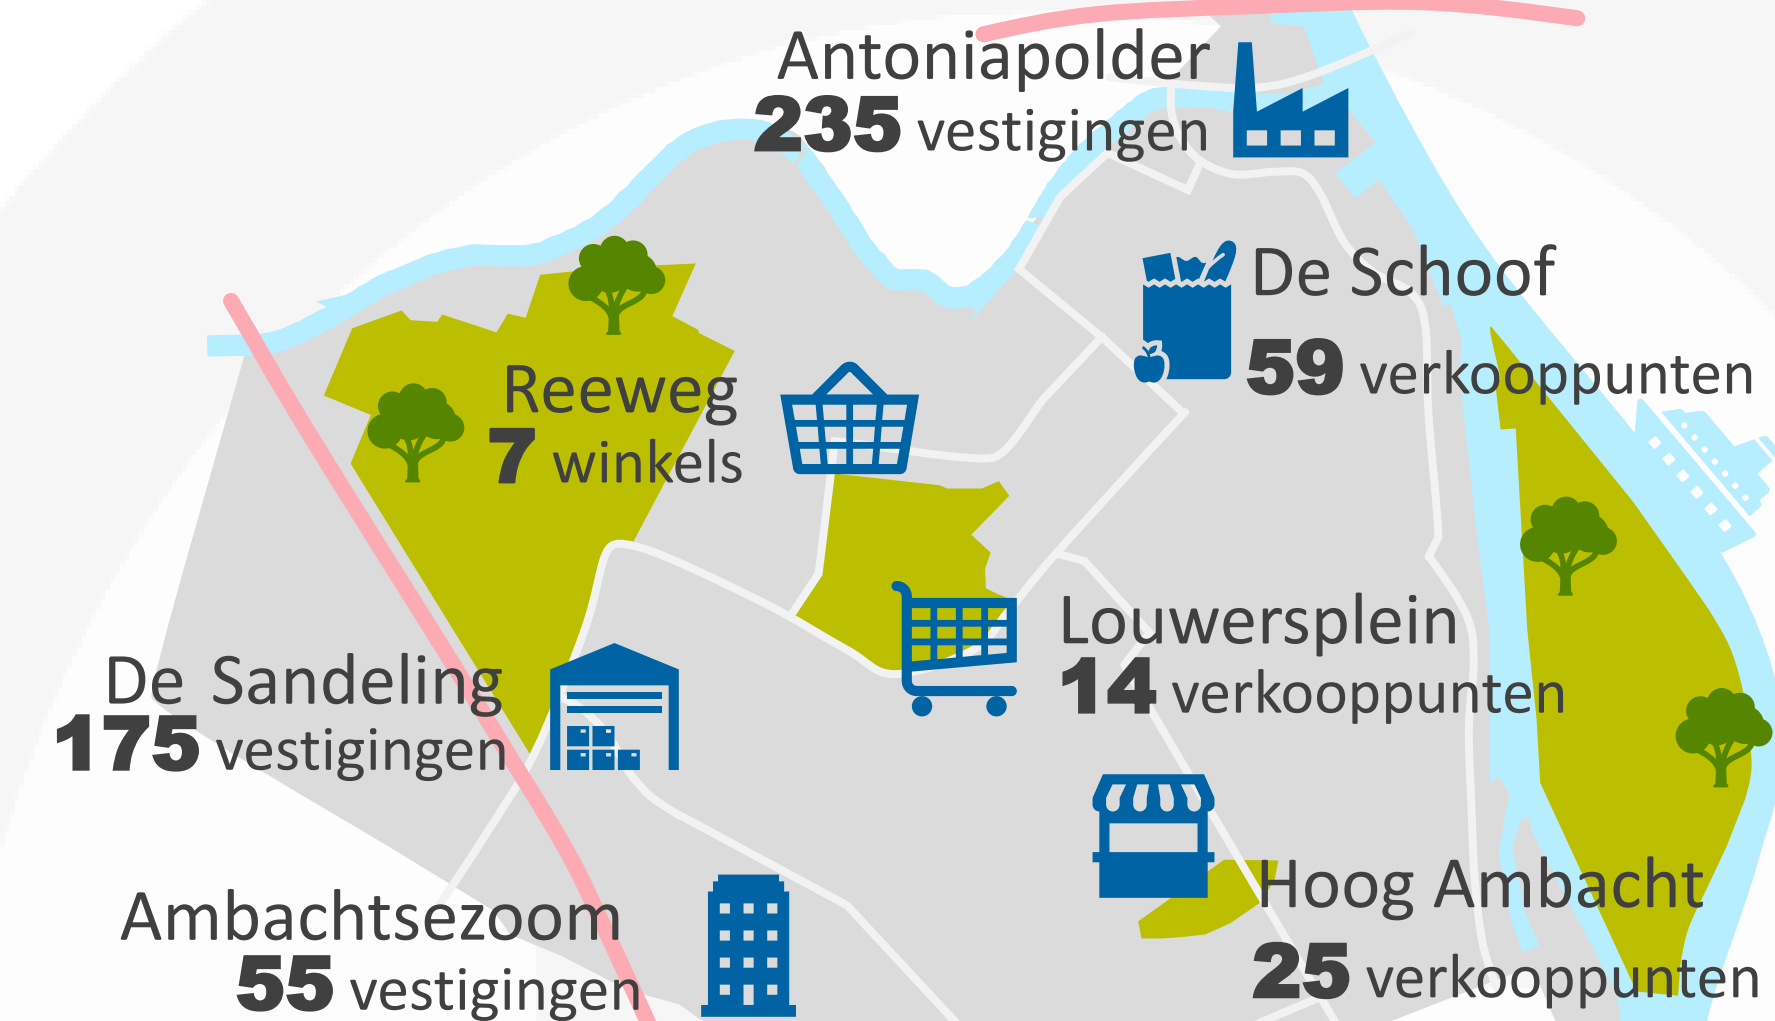 Antoniapolder
235 vestigingen
De Schoof
59 verkooppunten
Reeweg
7 winkels
Louwersplein
14 verkooppunten
De Sandeling
175 vestigingen
Hoog Ambacht
25 verkooppunten
Ambachtsezoom
55 vestigingen